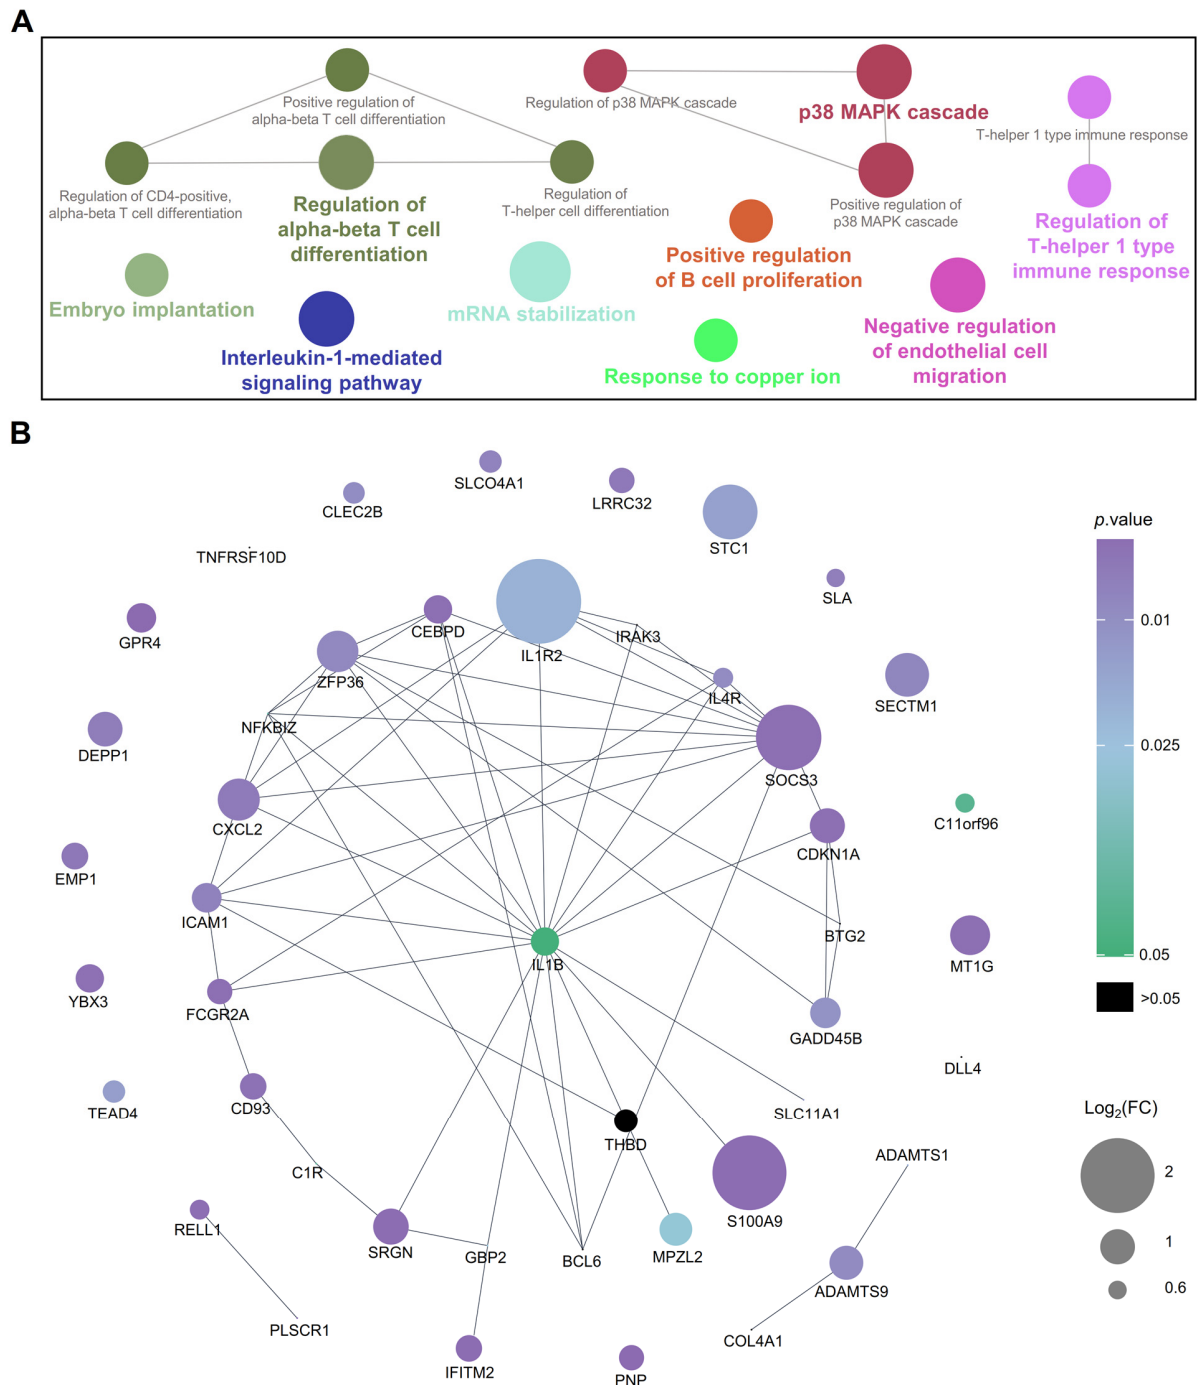 A
Positive regulation of
alpha-beta T cell differentiation
Regulation of p38 MAPK cascade
p38 MAPK cascade
T-helper 1 type immune response
Regulation of CD4-positive,
alpha-beta T cell differentiation
Regulation of
alpha-beta T cell
differentiation
Regulation of
T-helper cell differentiation
Positive regulation of
p38 MAPK cascade
Regulation of
T-helper 1 type
immune response
Positive regulation
of B cell proliferation
Embryo implantation
mRNA stabilization
Interleukin-1-mediated
signaling pathway
Response to copper ion
Negative regulation
of endothelial cell
migration
B
SLCO4A1
CLEC2B
LRRC32
STC1
TNFRSF10D
SLA
GPR4
CEBPD
IL1R2
IRAK3
ZFP36
IL4R
SECTM1
NFKBIZ
DEPP1
SOCS3
CXCL2
C11orf96
CDKN1A
EMP1
ICAM1
BTG2
IL1B
MT1G
YBX3
FCGR2A
GADD45B
DLL4
TEAD4
CD93
SLC11A1
THBD
ADAMTS1
C1R
S100A9
RELL1
SRGN
GBP2
BCL6
MPZL2
ADAMTS9
PLSCR1
COL4A1
IFITM2
PNP
p.value
0.01
0.025
0.05
>0.05
Log2(FC)
2
1
0.6